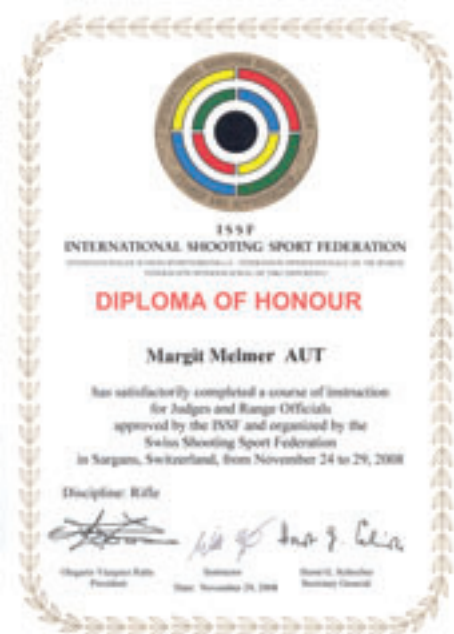 ISSF
INTERNATIONAL SHOOTING SPORT FEDERATION
DIPLOMA OF HONOUR
Margit Melmer AUT
has satisfactorily completed a course of instruction
for Judges and Range Officials
approved by the ISSF and organized by the
Swiss Shooting Sport Federation
in Sargans, Switzerland, from November 24 to 29, 2008
Discipline: Rifle
President
Secretary General
Date: November 29, 2008